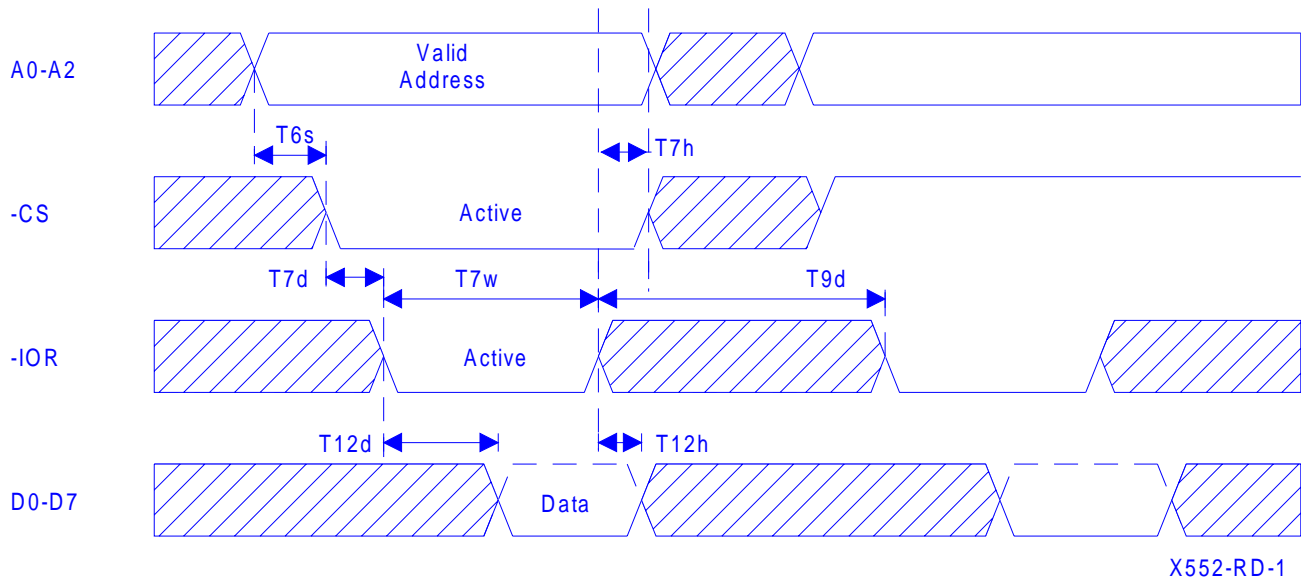 A0-A2
Valid
Address
T6s
T7h
-CS
Active
T7d
T7w
T9d
-IOR
Active
T12d
T12h
D0-D7
Data
X552-RD-1